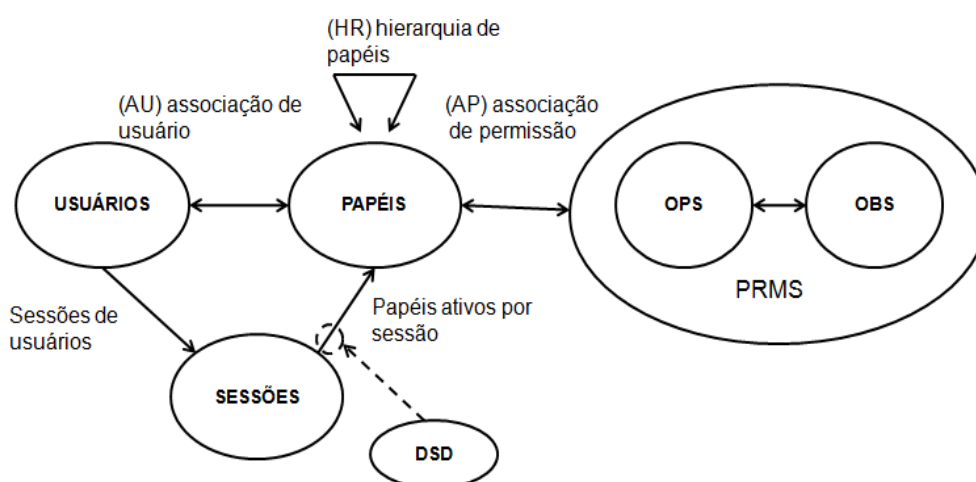 (HR) hierarquia de
papéis
(AU) associação de
usuário
(AP) associação
de permissão
USUÁRIOS
PAPÉIS
OPS
OBS
PRMS
Sessões de
usuários
Papéis ativos por
sessão
SESSÕES
DSD